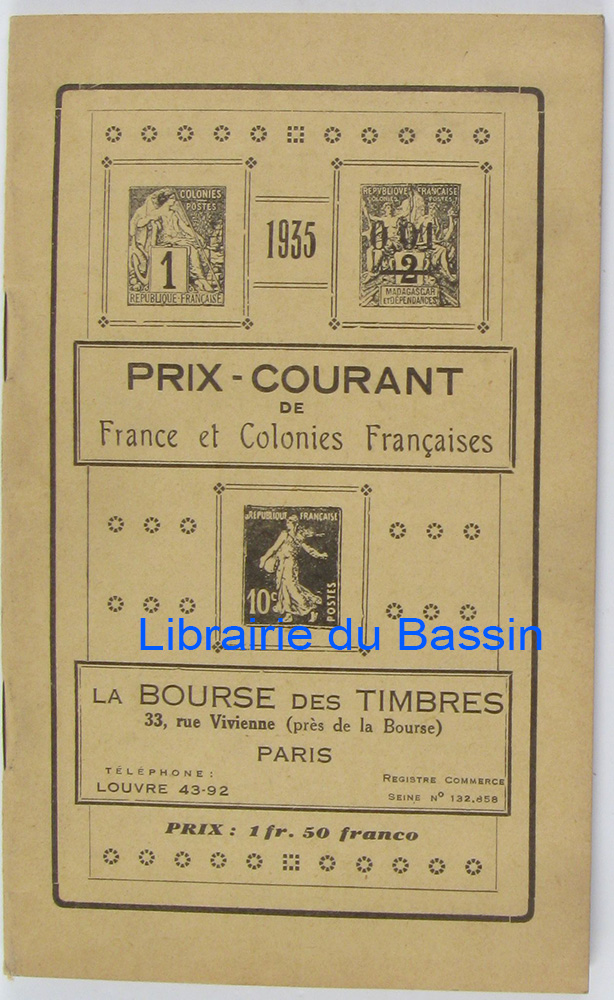 COLONIES
POSTES
1
REPUBLIQUE FRANÇAISE
1935
REPVBLIQVE FRANÇAISE
COLONIES POSTES
0,01
2
MADAGASCAR
ET DÉPENDANCES
PRIX - COURANT
DE
France et Colonies Françaises
REPUBLIQUE FRANÇAISE
10c
POSTES
Librairie du Bassin
LA BOURSE DES TIMBRES
33, rue Vivienne (près de la Bourse)
PARIS
TÉLÉPHONE :
LOUVRE 43-92
REGISTRE COMMERCE
SEINE No 132.858
PRIX : 1 fr. 50 franco